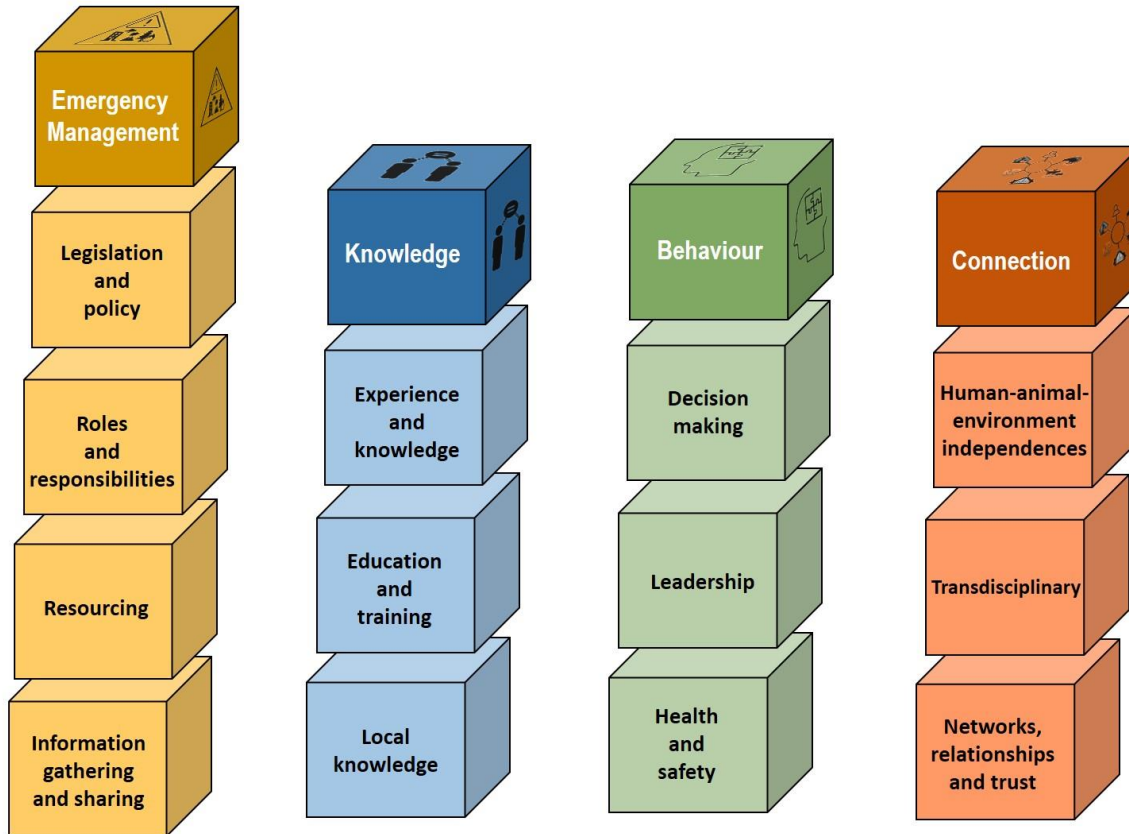 Emergency
Management
Legislation
and
policy
Roles
and
responsibilities
Resourcing
Information
gathering
and sharing
Knowledge
Experience
and
knowledge
Education
and
training
Local
knowledge
Behaviour
Decision
making
Leadership
Health
and
safety
Connection
Human-animal-
environment
independences
Transdisciplinary
Networks,
relationships
and trust